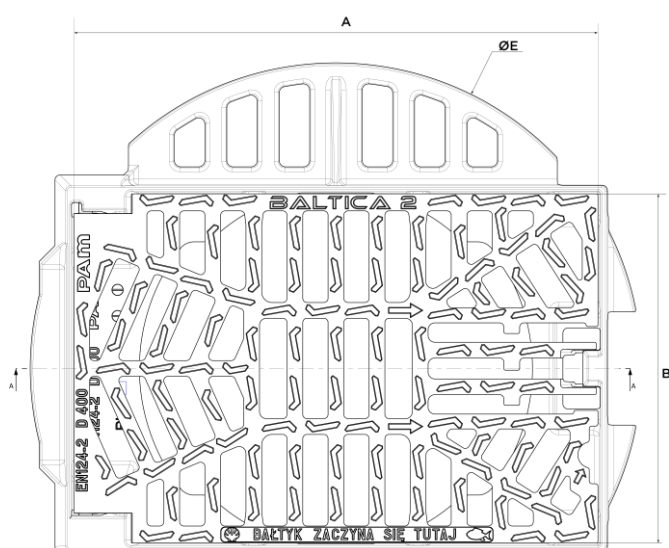 A
ØE
BALTICA 2
PAM
B
A
A
EN124-2 D 400
BAŁTYK ZACZYNA SIĘ TUTAJ